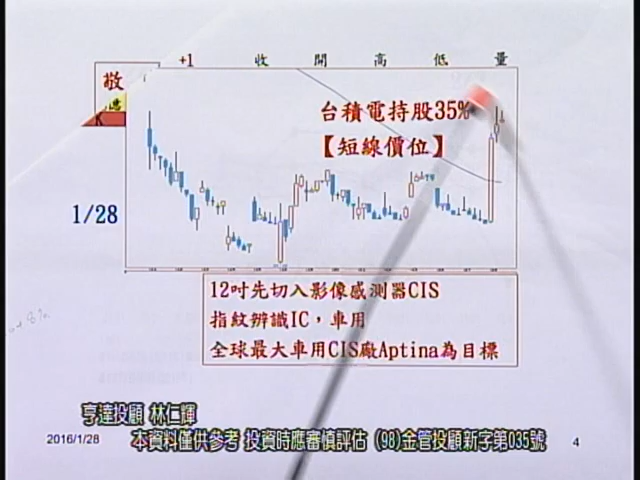 +1 收 開 高 低 量
敬
台積電持股35%
【短線價位】
1/28
12吋先切入影像感測器CIS
指紋辨識IC，車用
全球最大車用CIS廠Aptina為目標
亨達投顧 林仁輝
2016/1/28
本資料僅供參考 投資時應審慎評估 (98)金管投顧新字第035號
4